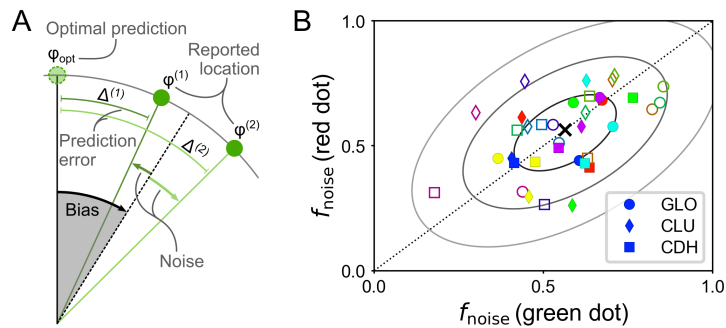 A
Optimal prediction
φopt
Reported
location
φ(1)
Δ(1)
φ(2)
Prediction
error
Δ(2)
Bias
Noise
B
fnoise (red dot)
1.0
0.5
0.0
GLO
CLU
CDH
0.0
0.5
1.0
fnoise (green dot)